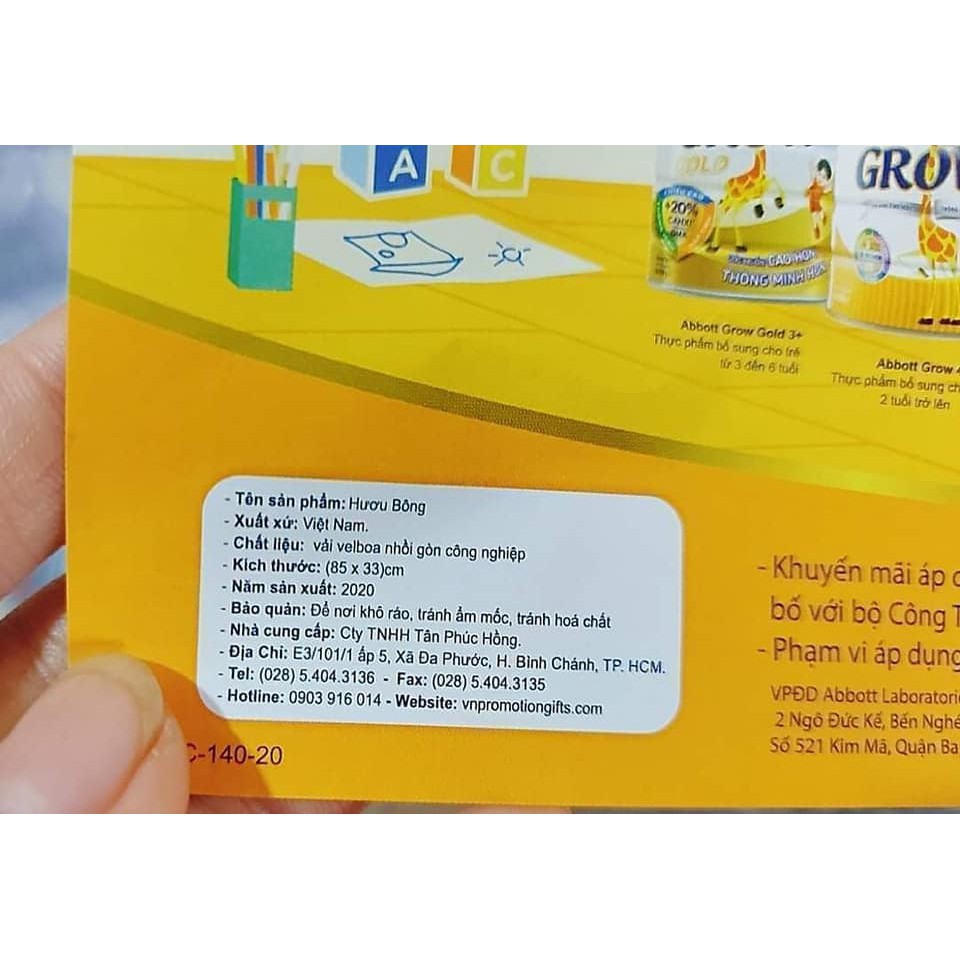 A
C
GOLD
GROW
+20%
CAO HƠN
THÔNG MINH HƠN
Abbott Grow Gold 3+
Thực phẩm bổ sung cho trẻ
từ 3 đến 6 tuổi
Abbott Grow 4
Thực phẩm bổ sung ch
2 tuổi trở lên
- Tên sản phẩm: Hươu Bông
- Xuất xứ: Việt Nam.
- Chất liệu: vải velboa nhồi gòn công nghiệp
- Kích thước: (85 x 33)cm
- Năm sản xuất: 2020
- Bảo quản: Để nơi khô ráo, tránh ẩm mốc, tránh hoá chất
- Nhà cung cấp: Cty TNHH Tân Phúc Hồng.
- Địa Chỉ: E3/101/1 ấp 5, Xã Đa Phước, H. Bình Chánh, TP. HCM.
- Tel: (028) 5.404.3136 - Fax: (028) 5.404.3135
- Hotline: 0903 916 014 - Website: vnpromotiongifts.com
C-140-20
- Khuyến mãi áp d
bố với bộ Công T
- Phạm vi áp dụng
VPĐD Abbott Laboratorie
2 Ngô Đức Kế, Bến Nghé
Số 521 Kim Mã, Quận Ba